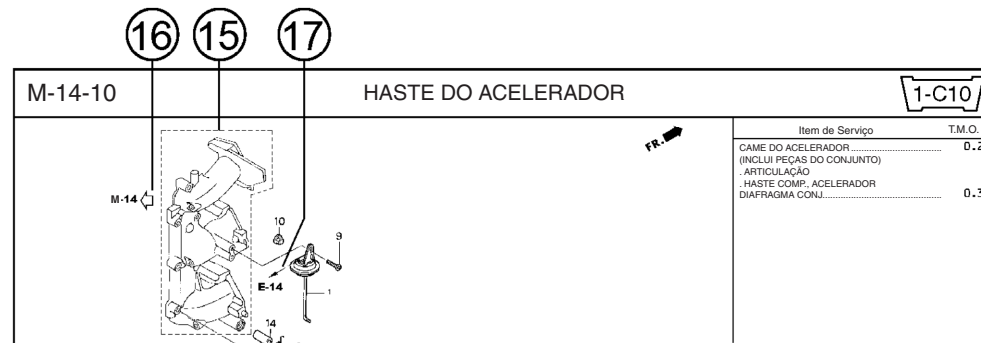 16 15 17
M-14-10 HASTE DO ACELERADOR 1-C10
FR.
Item de Serviço T.M.O.
CAME DO ACELERADOR 0.2
(INCLUI PEÇAS DO CONJUNTO)
. ARTICULAÇÃO
. HASTE COMP., ACELERADOR
DIAFRAGMA CONJ. 0.3
M-14
10
9
E-14
1
14